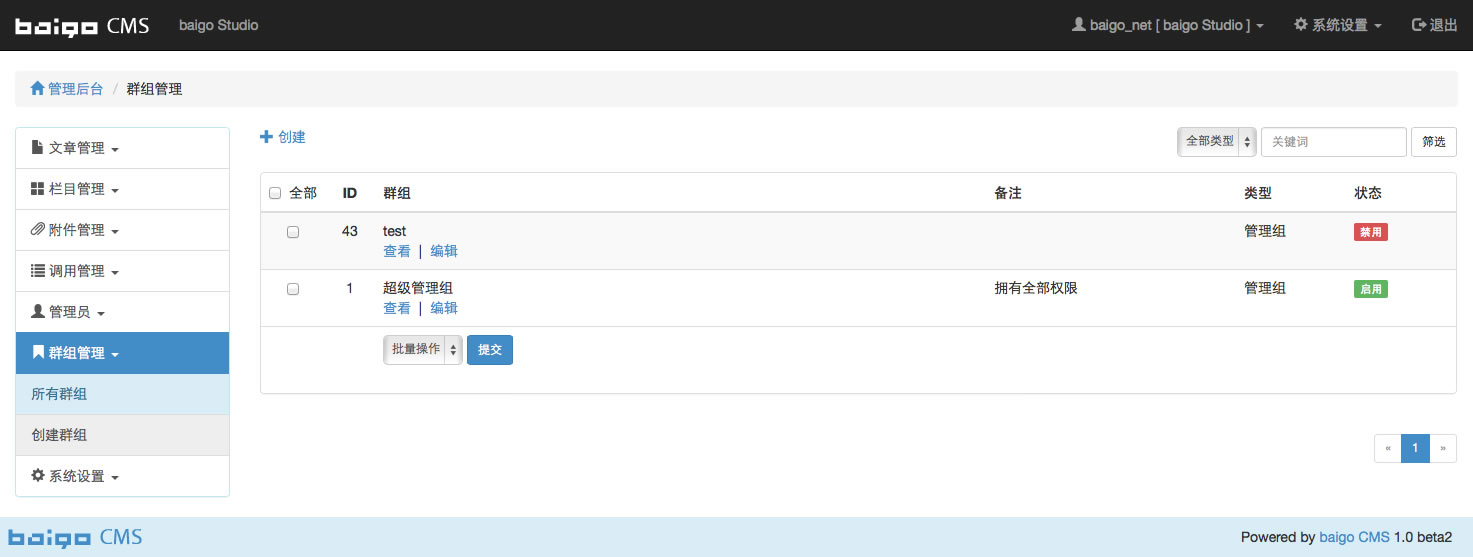 baigo CMS baigo Studio baigo_net [ baigo Studio ] 系统设置 退出
管理后台 / 群组管理
文章管理
栏目管理
附件管理
调用管理
管理员
群组管理
所有群组
创建群组
系统设置
创建 全部类型 关键词 筛选
全部 ID 群组 备注 类型 状态
43 test 管理组 禁用
查看 | 编辑
1 超级管理组 拥有全部权限 管理组 启用
查看 | 编辑
批量操作 提交
« 1 »
baigo CMS Powered by baigo CMS 1.0 beta2